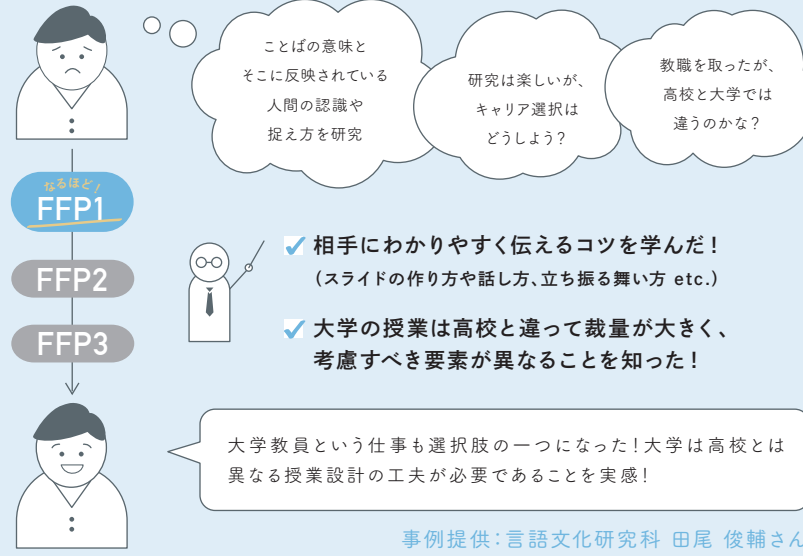 ことばの意味と
そこに反映されている
人間の認識や
捉え方を研究
研究は楽しいが、
キャリア選択は
どうしよう？
教職を取ったが、
高校と大学では
違うのかな？
なるほど！
FFP1
FFP2
FFP3
相手にわかりやすく伝えるコツを学んだ！
（スライドの作り方や話し方、立ち振る舞い方 etc.）
大学の授業は高校と違って裁量が大きく、
考慮すべき要素が異なることを知った！
大学教員という仕事も選択肢の一つになった！大学は高校とは
異なる授業設計の工夫が必要であることを実感！
事例提供：言語文化研究科 田尾 俊輔さん